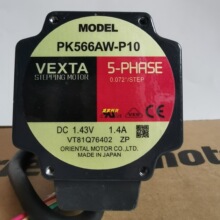 MODEL
PK566AW-P10
VEXTA 5-PHASE
STEPPING MOTOR 0.072°/STEP
DC 1.43V 1.4A
VT81Q76402 ZP
ORIENTAL MOTOR CO.,LTD.
MADE IN JAPAN